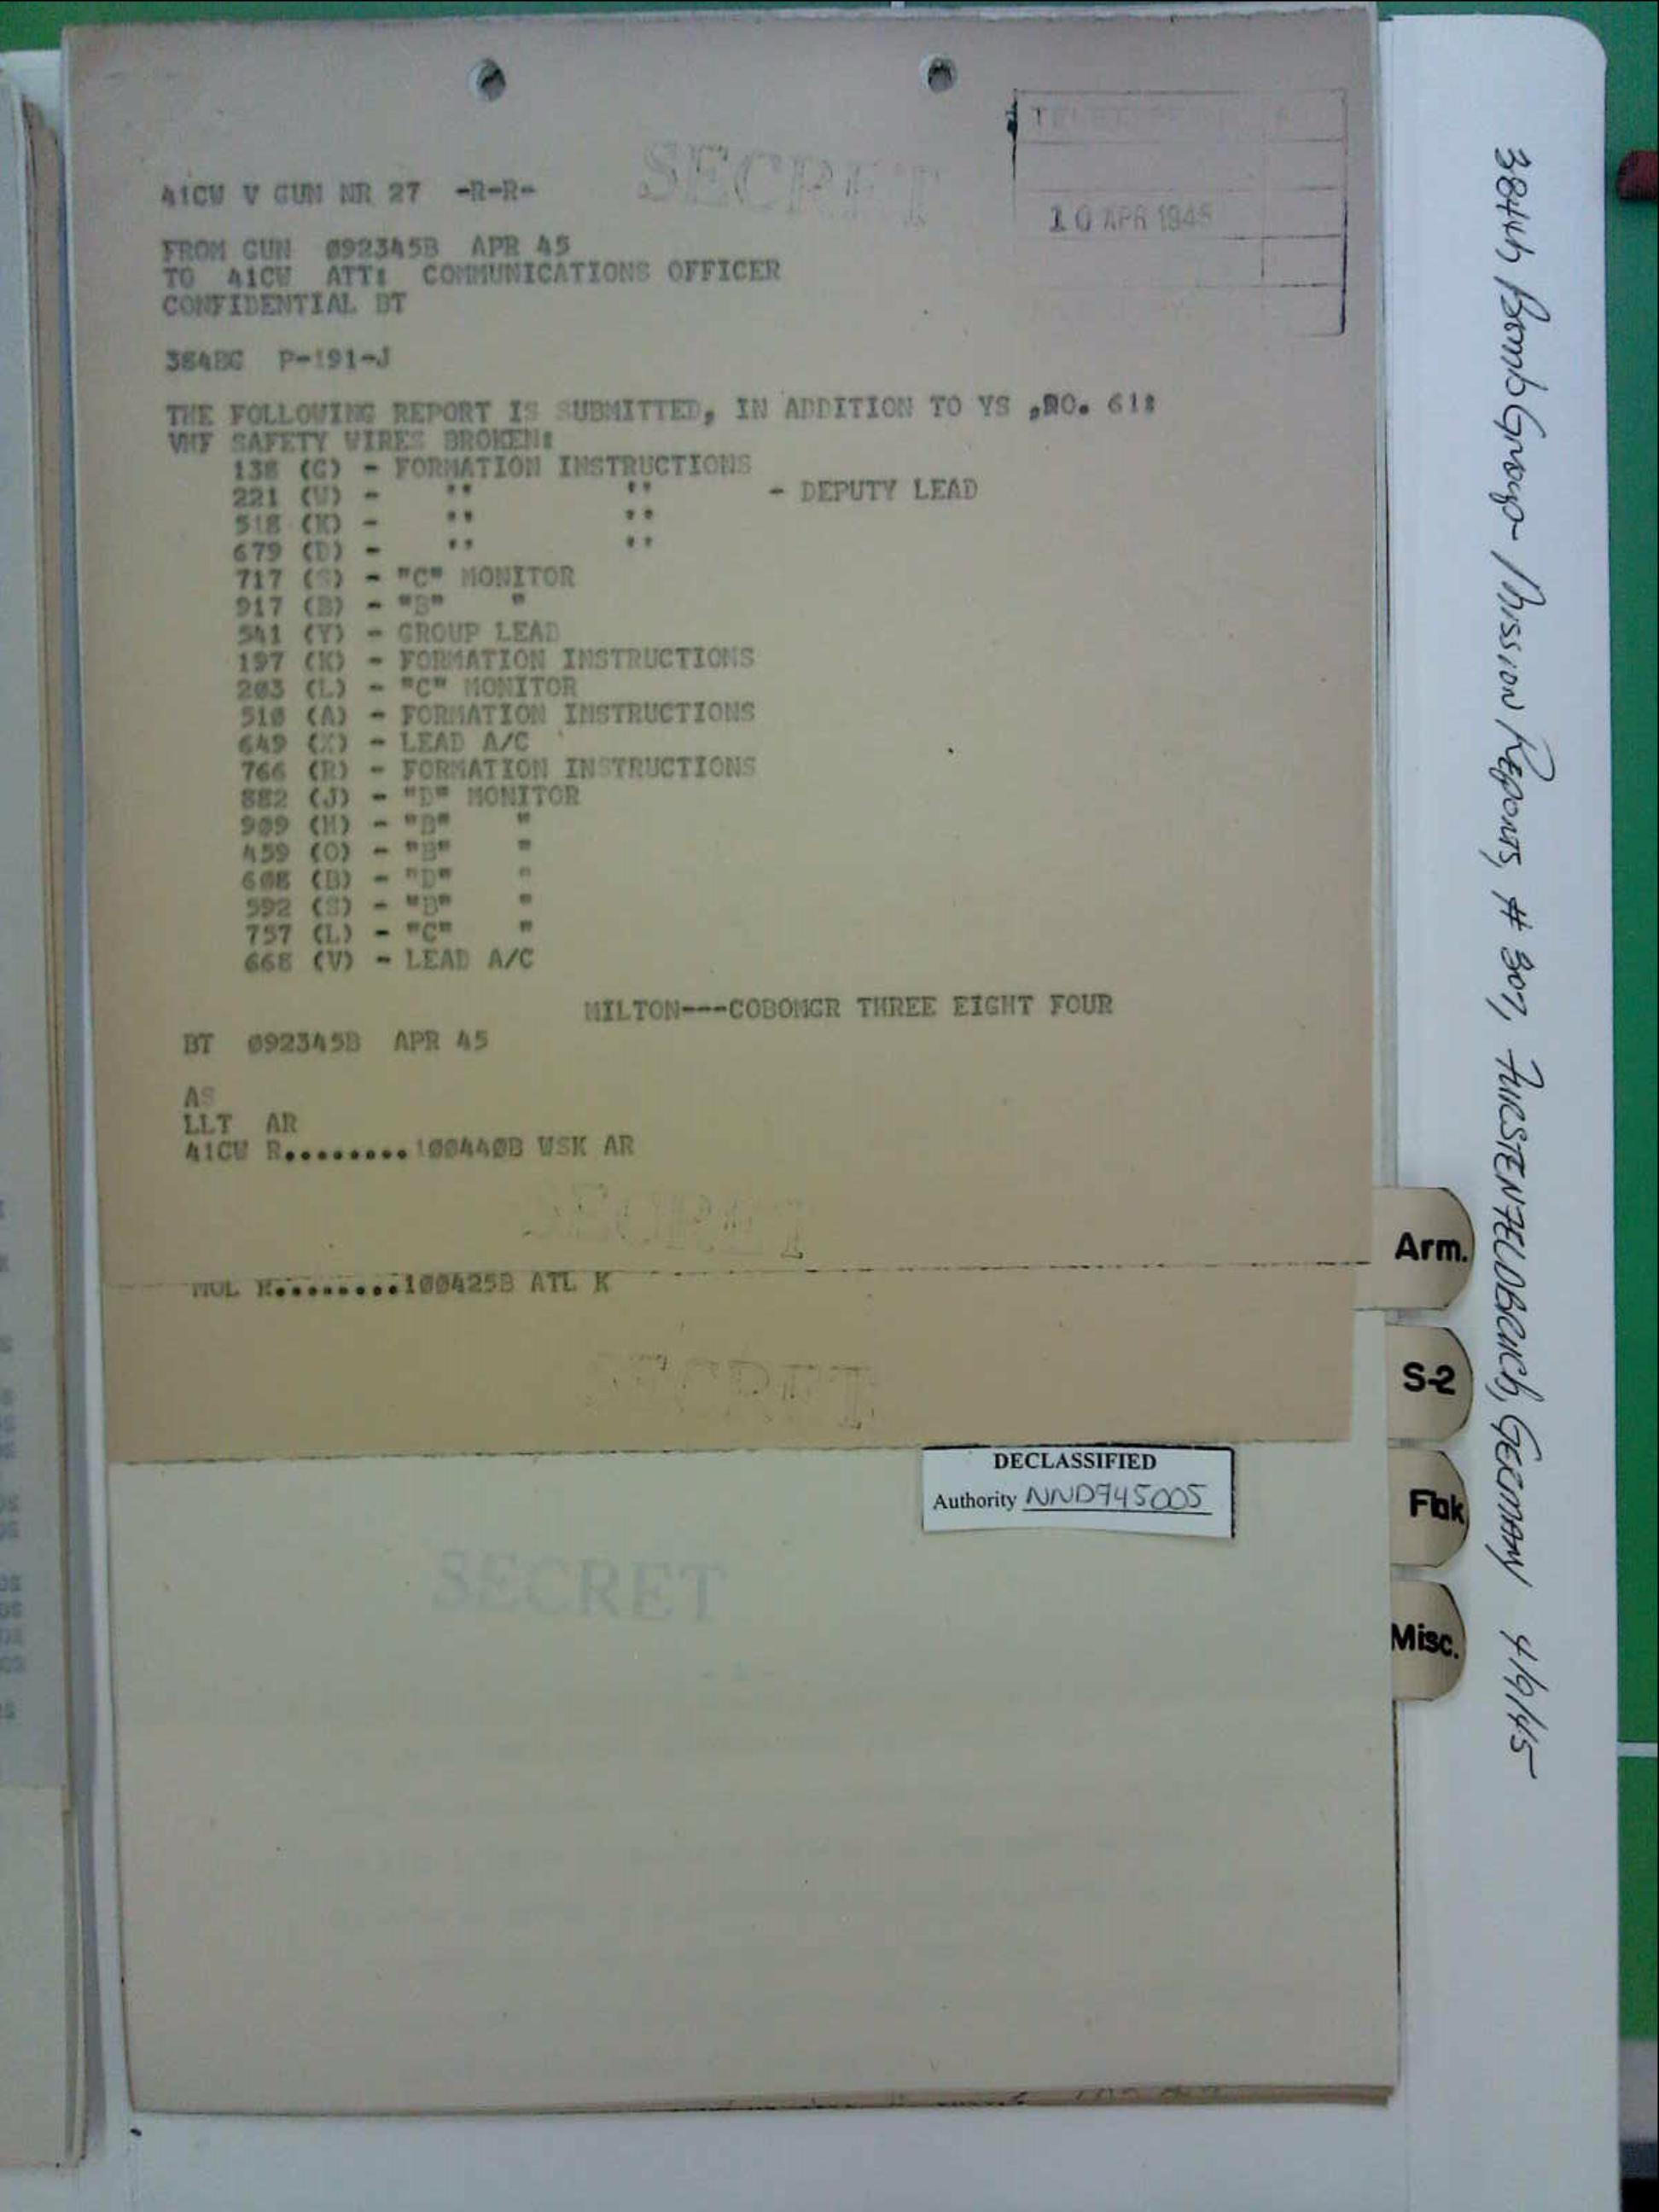 SECRET
41CW V GUN NR 27 -R-R-
10 APR 1945
FROM GUN 092345B APR 45
TO 41CW ATT: COMMUNICATIONS OFFICER
CONFIDENTIAL BT
384BG P-191-J
THE FOLLOWING REPORT IS SUBMITTED, IN ADDITION TO YS ,NO. 61:
VHF SAFETY WIRES BROKEN:
138 (G) - FORMATION INSTRUCTIONS
221 (U) - '' '' - DEPUTY LEAD
518 (K) - '' ''
679 (D) - '' ''
717 (S) - "C" MONITOR
917 (B) - "B" "
541 (Y) - GROUP LEAD
197 (K) - FORMATION INSTRUCTIONS
203 (L) - "C" MONITOR
510 (A) - FORMATION INSTRUCTIONS
649 (X) - LEAD A/C
766 (R) - FORMATION INSTRUCTIONS
882 (J) - "D" MONITOR
909 (H) - "B" "
459 (O) - "B" "
608 (B) - "D" "
592 (S) - "B" "
757 (L) - "C" "
668 (V) - LEAD A/C
MILTON---COBOMGR THREE EIGHT FOUR
BT 092345B APR 45
AS
LLT AR
41CW R.........100440B WSK AR
SECRET
MOL R.........100425B ATL K
SECRET
DECLASSIFIED
Authority NND745005
SECRET
Arm.
S-2
Flak
Misc.
384th Bomb Group - Mission Reports, # 307, FURSTENFELDBRUCH, GERMANY 4/9/45